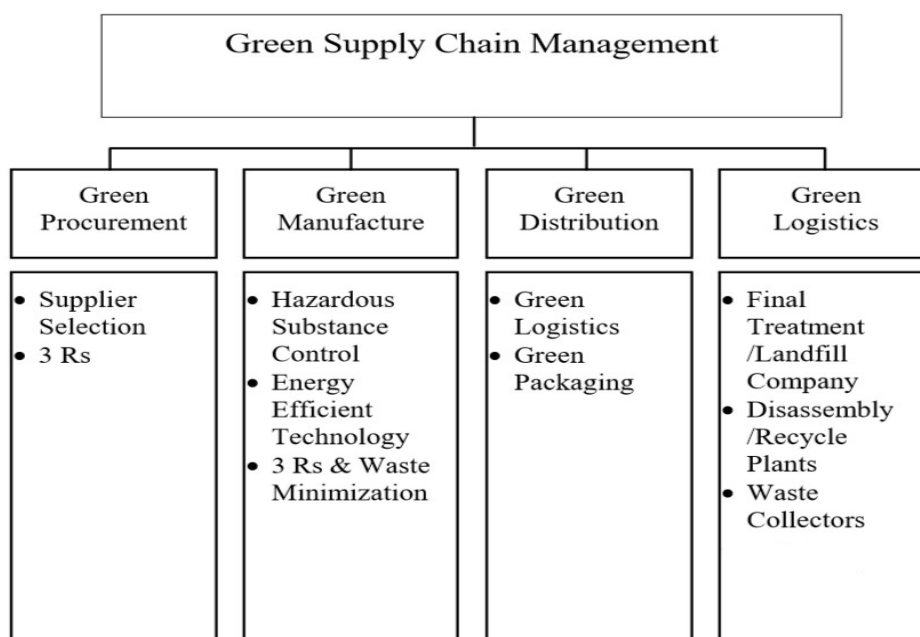 Green Supply Chain Management
Green
Procurement
Green
Manufacture
Green
Distribution
Green
Logistics
• Supplier
Selection
• 3 Rs
• Hazardous
Substance
Control
• Energy
Efficient
Technology
• 3 Rs & Waste
Minimization
• Green
Logistics
• Green
Packaging
• Final
Treatment
/Landfill
Company
• Disassembly
/Recycle
Plants
• Waste
Collectors